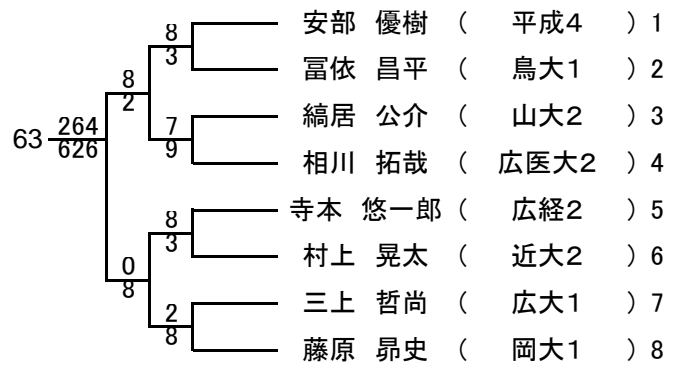 8
3
安部 優樹 ( 平成4 ) 1
8
2
冨依 昌平 ( 鳥大1 ) 2
7
9
縞居 公介 ( 山大2 ) 3
63 264
626
相川 拓哉 ( 広医大2 ) 4
8
3
寺本 悠一郎 ( 広経2 ) 5
0
8
村上 晃太 ( 近大2 ) 6
2
8
三上 哲尚 ( 広大1 ) 7
藤原 昴史 ( 岡大1 ) 8